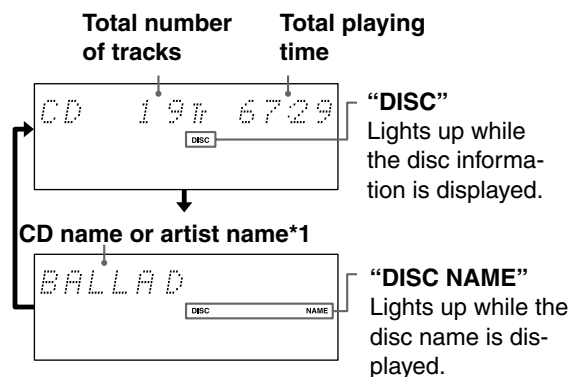 Total number
of tracks
Total playing
time
CD 19Tr 67:29
DISC
“DISC”
Lights up while
the disc informa-
tion is displayed.
CD name or artist name*1
BALLAD
DISC NAME
“DISC NAME”
Lights up while the
disc name is dis-
played.